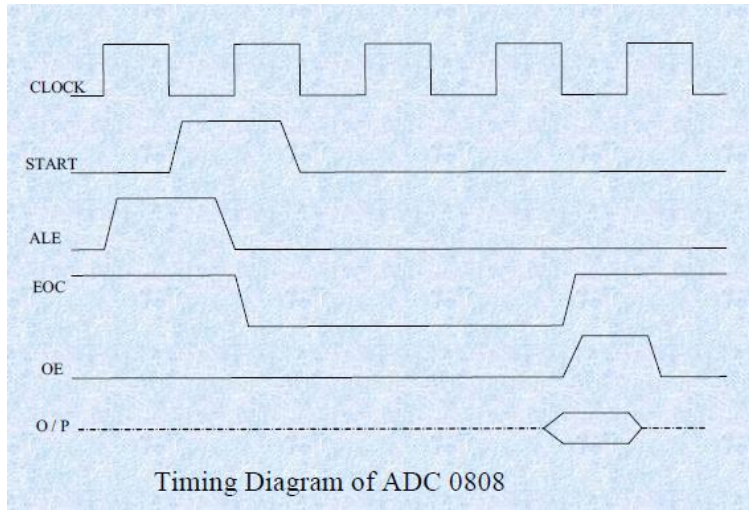 CLOCK
START
ALE
EOC
OE
O / P
Timing Diagram of ADC 0808